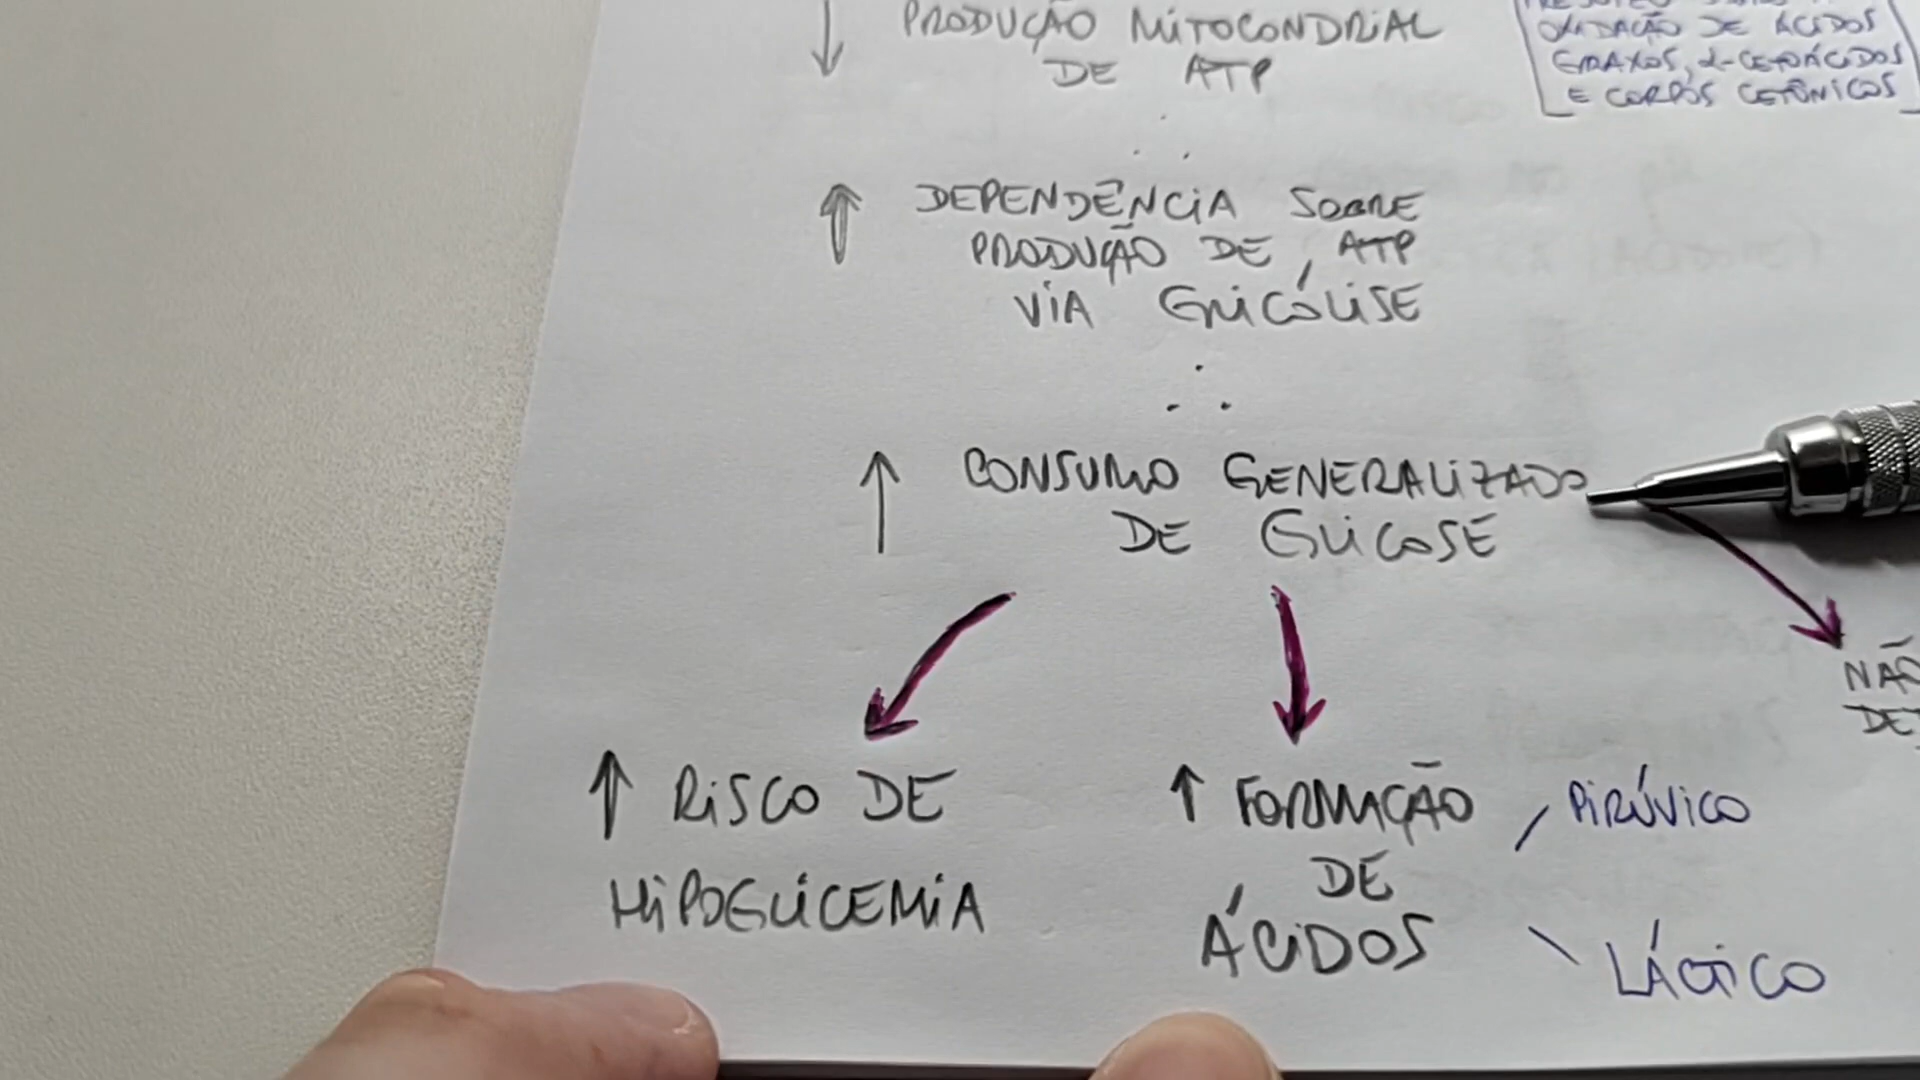 ↓ PRODUÇÃO MITOCONDRIAL
DE ATP
OXIDAÇÃO DE ÁCIDOS
GRAXOS, α-CETOÁCIDOS
E CORPOS CETÔNICOS
∴
↑ DEPENDÊNCIA SOBRE
PRODUÇÃO DE ATP
VIA GLICÓLISE
∴
↑ CONSUMO GENERALIZADO
DE GLICOSE
NÃO
↑ RISCO DE
HIPOGLICEMIA
↑ FORMAÇÃO
DE
ÁCIDOS
PIRÚVICO
LÁCTICO